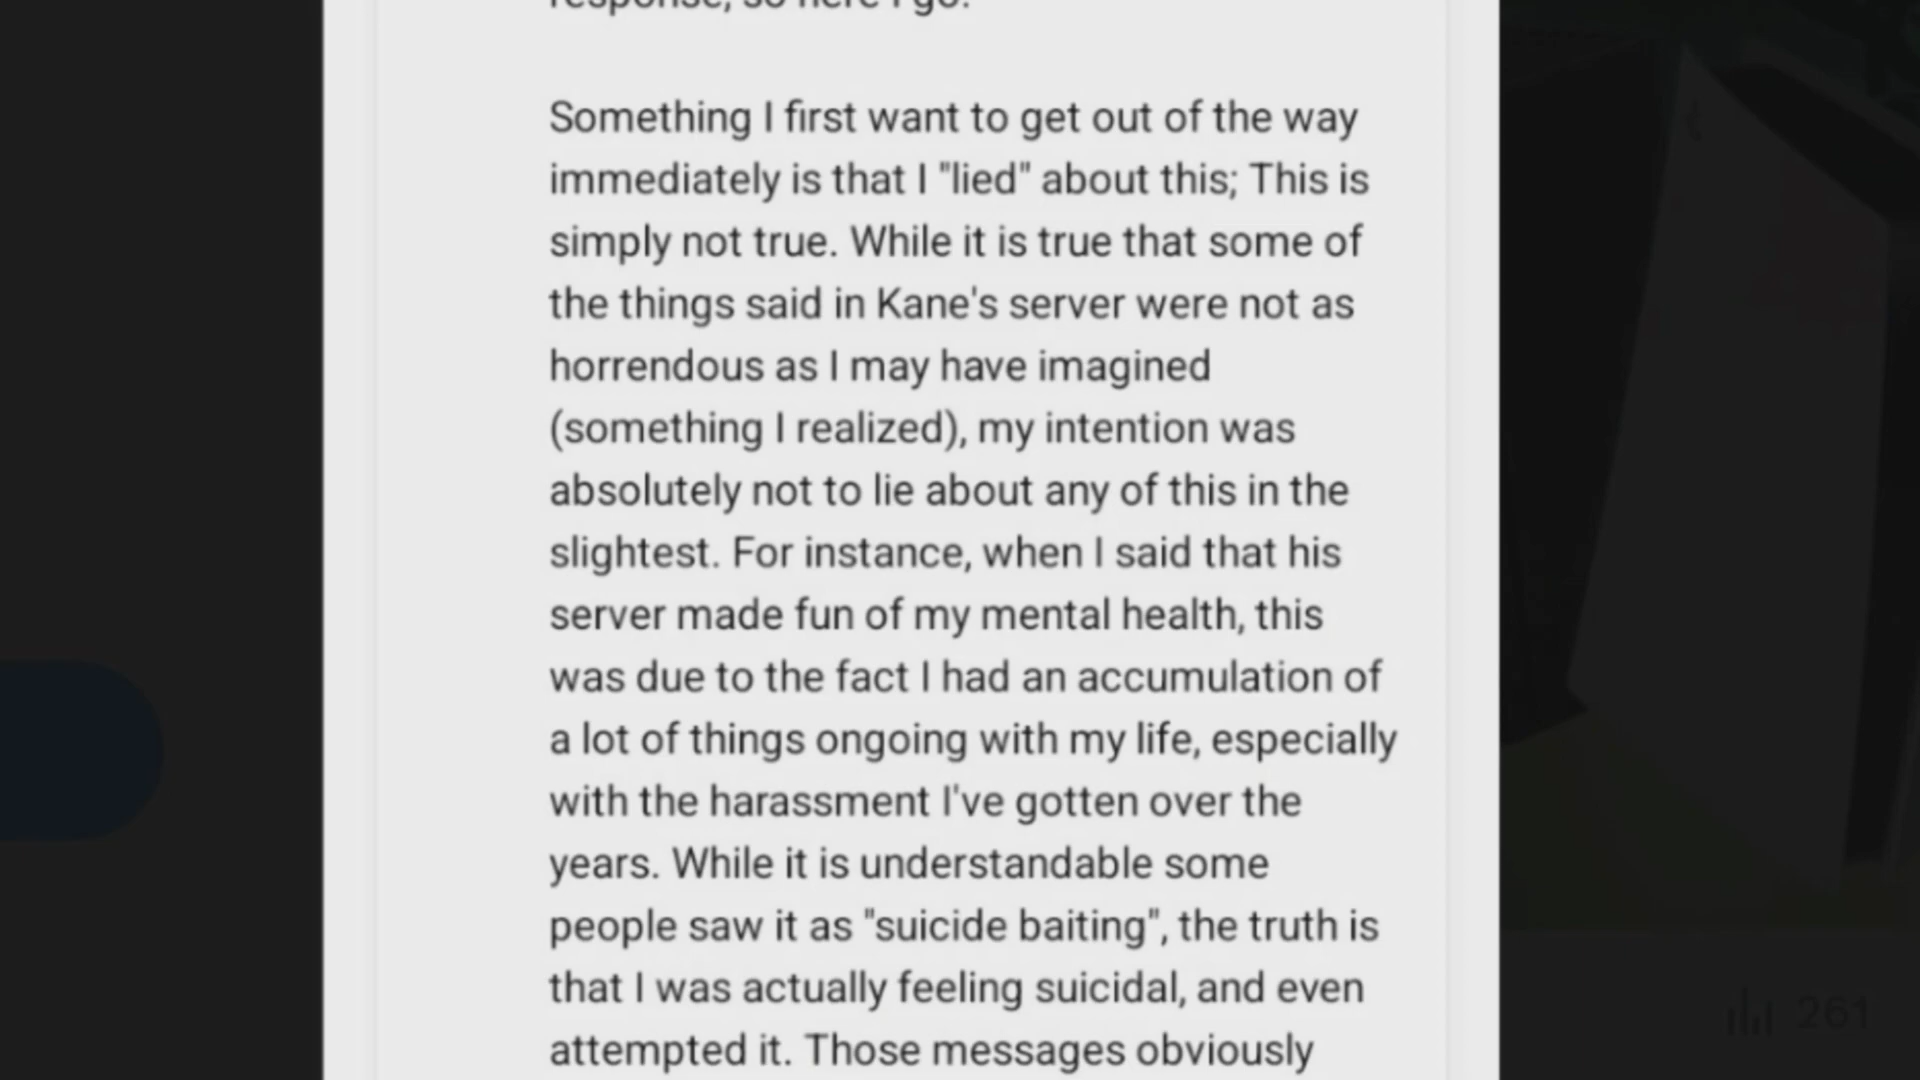 response, so here I go.
Something I first want to get out of the way
immediately is that I "lied" about this; This is
simply not true. While it is true that some of
the things said in Kane's server were not as
horrendous as I may have imagined
(something I realized), my intention was
absolutely not to lie about any of this in the
slightest. For instance, when I said that his
server made fun of my mental health, this
was due to the fact I had an accumulation of
a lot of things ongoing with my life, especially
with the harassment I've gotten over the
years. While it is understandable some
people saw it as "suicide baiting", the truth is
that I was actually feeling suicidal, and even
attempted it. Those messages obviously
261